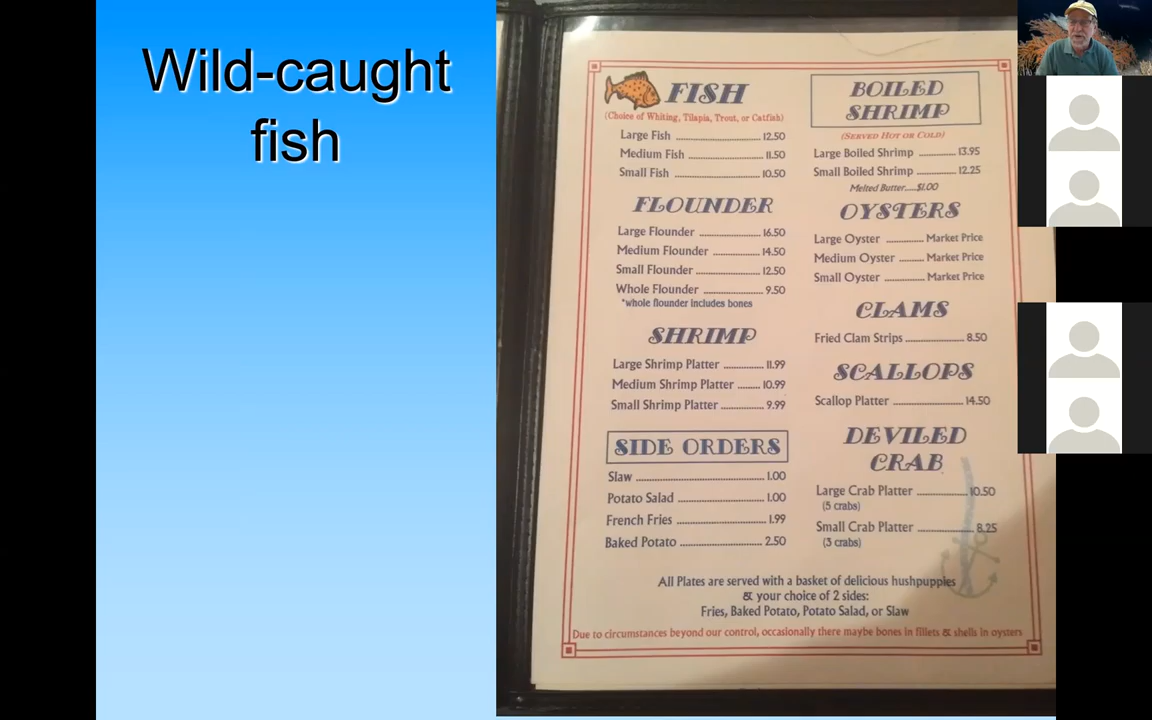 Wild-caught
fish
FISH
(Choice of Whiting, Tilapia, Trout, or Catfish)
Large Fish ........ 12.50
Medium Fish ........ 11.50
Small Fish ........ 10.50
FLOUNDER
Large Flounder ........ 16.50
Medium Flounder ........ 14.50
Small Flounder ........ 12.50
Whole Flounder ........ 9.50
*whole flounder includes bones
SHRIMP
Large Shrimp Platter ........ 11.99
Medium Shrimp Platter ........ 10.99
Small Shrimp Platter ........ 9.99
SIDE ORDERS
Slaw ........ 1.00
Potato Salad ........ 1.00
French Fries ........ 1.99
Baked Potato ........ 2.50
BOILED
SHRIMP
(SERVED HOT OR COLD)
Large Boiled Shrimp ........ 13.95
Small Boiled Shrimp ........ 12.25
Melted Butter.....$1.00
OYSTERS
Large Oyster ........ Market Price
Medium Oyster ........ Market Price
Small Oyster ........ Market Price
CLAMS
Fried Clam Strips ........ 8.50
SCALLOPS
Scallop Platter ........ 14.50
DEVILED
CRAB
Large Crab Platter ........ 10.50
(5 crabs)
Small Crab Platter ........ 8.25
(3 crabs)
All Plates are served with a basket of delicious hushpuppies
& your choice of 2 sides:
Fries, Baked Potato, Potato Salad, or Slaw
Due to circumstances beyond our control, occasionally there maybe bones in fillets & shells in oysters